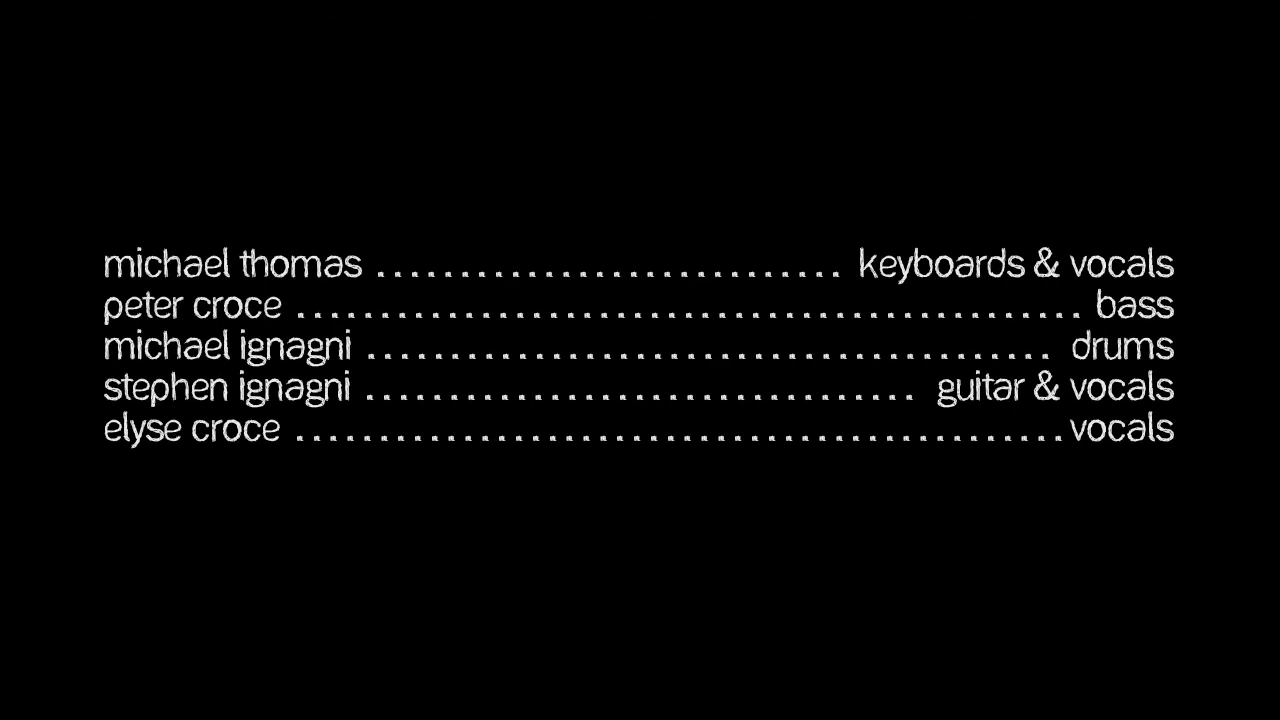 michael thomas ............................ keyboards & vocals
peter croce ............................................... bass
michael ignagni ......................................... drums
stephen ignagni ................................. guitar & vocals
elyse croce .............................................. vocals